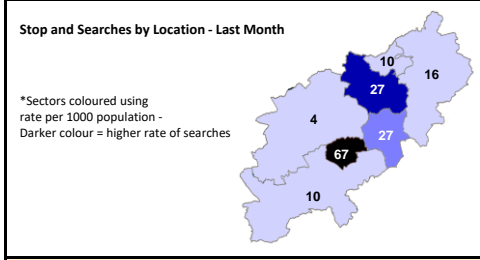 Stop and Searches by Location - Last Month
10
16
27
*Sectors coloured using
rate per 1000 population -
Darker colour = higher rate of searches
4
27
67
10